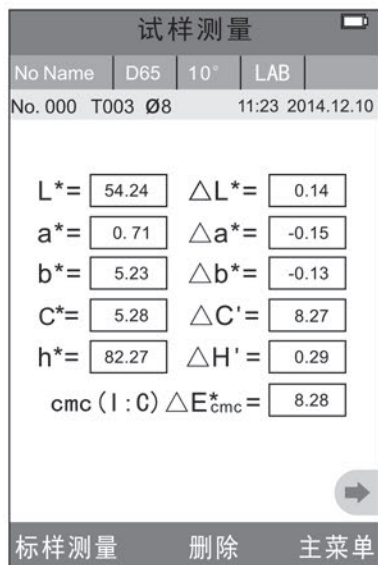 试样测量
No Name D65 10° LAB
No. 000 T003 Ø8 11:23 2014.12.10
L*= 54.24 △L*= 0.14
a*= 0.71 △a*= -0.15
b*= 5.23 △b*= -0.13
C*= 5.28 △C'= 8.27
h*= 82.27 △H'= 0.29
cmc(l:C)△E*cmc= 8.28
标样测量 删除 主菜单